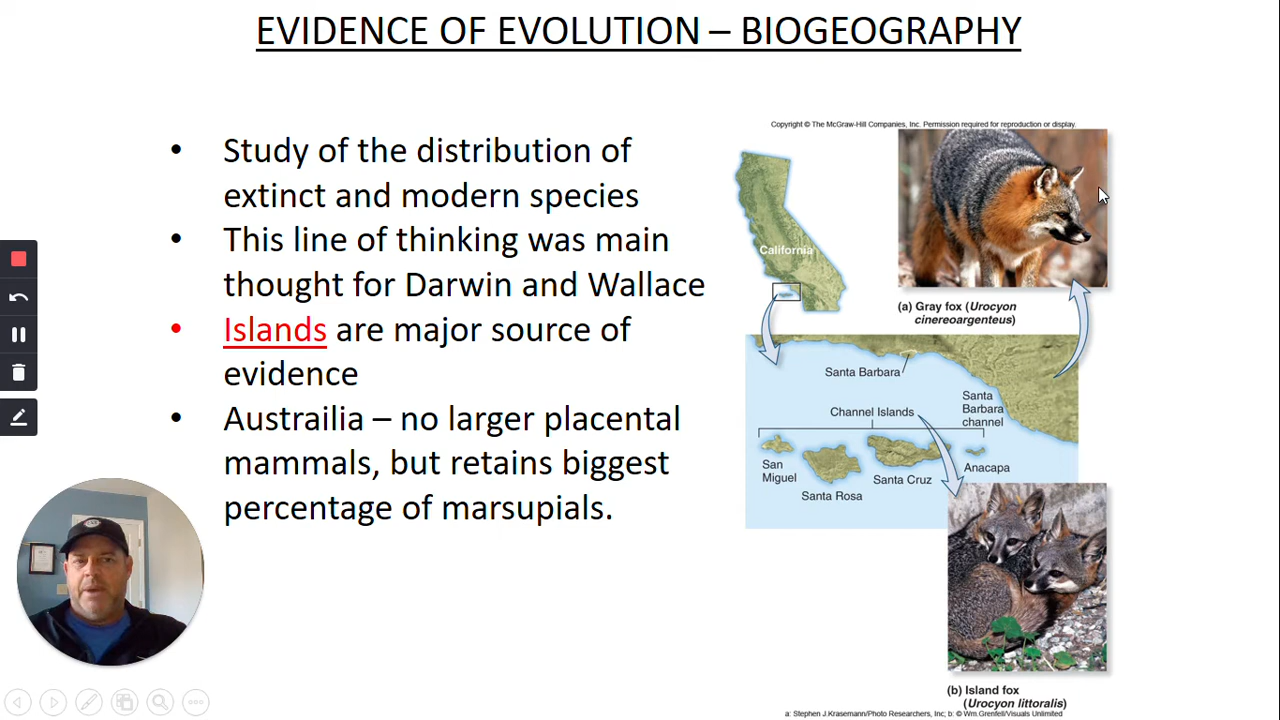 EVIDENCE OF EVOLUTION – BIOGEOGRAPHY
• Study of the distribution of
extinct and modern species
• This line of thinking was main
thought for Darwin and Wallace
• Islands are major source of
evidence
• Austrailia – no larger placental
mammals, but retains biggest
percentage of marsupials.
Copyright © The McGraw-Hill Companies, Inc. Permission required for reproduction or display.
California
(a) Gray fox (Urocyon
cinereoargenteus)
Santa Barbara
Channel Islands
Santa
Barbara
channel
San
Miguel
Santa Rosa
Santa Cruz
Anacapa
(b) Island fox
(Urocyon littoralis)
a: Stephen J.Krasemann/Photo Researchers, Inc; b: © Wm.Grenfell/Visuals Unlimited